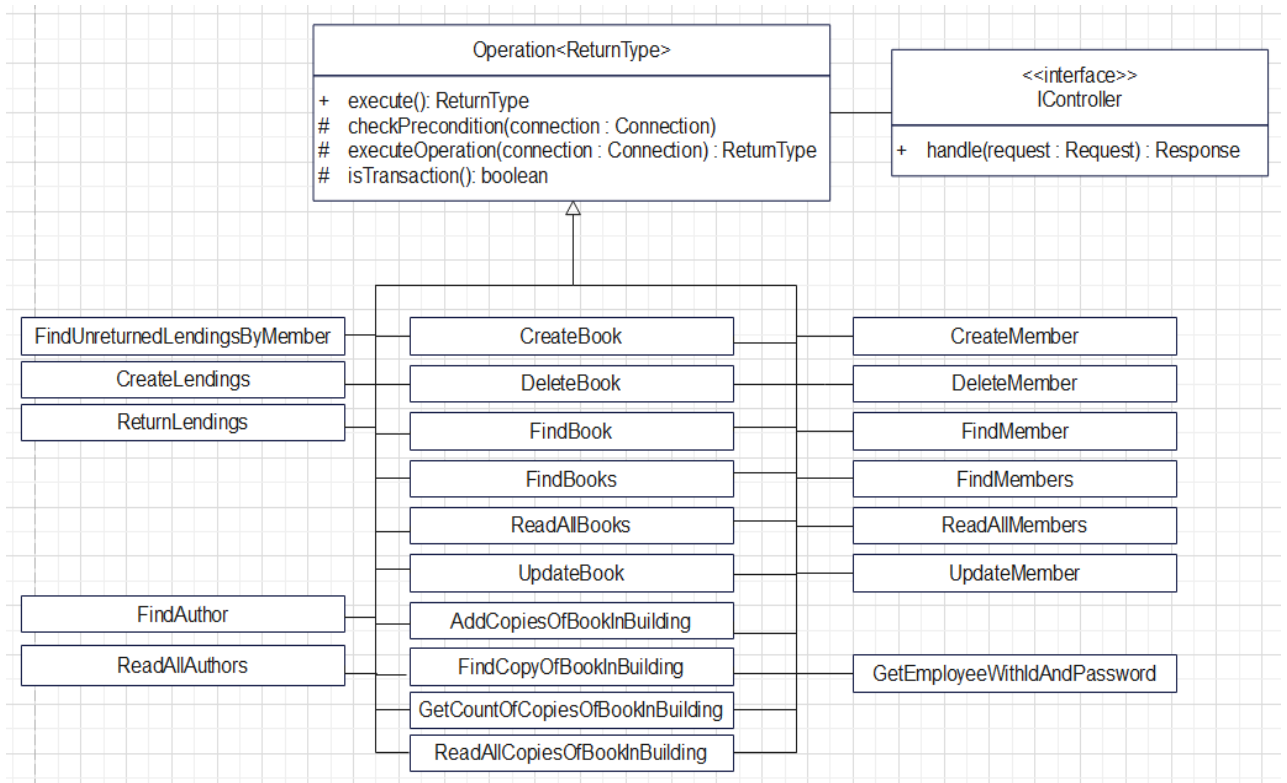 Operation<ReturnType>
+ execute(): ReturnType
# checkPrecondition(connection : Connection)
# executeOperation(connection : Connection) : ReturnType
# isTransaction(): boolean
<<interface>>
IController
+ handle(request : Request) : Response
FindUnreturnedLendingsByMember
CreateLendings
ReturnLendings
FindAuthor
ReadAllAuthors
CreateBook
DeleteBook
FindBook
FindBooks
ReadAllBooks
UpdateBook
AddCopiesOfBookInBuilding
FindCopyOfBookInBuilding
GetCountOfCopiesOfBookInBuilding
ReadAllCopiesOfBookInBuilding
CreateMember
DeleteMember
FindMember
FindMembers
ReadAllMembers
UpdateMember
GetEmployeeWithIdAndPassword